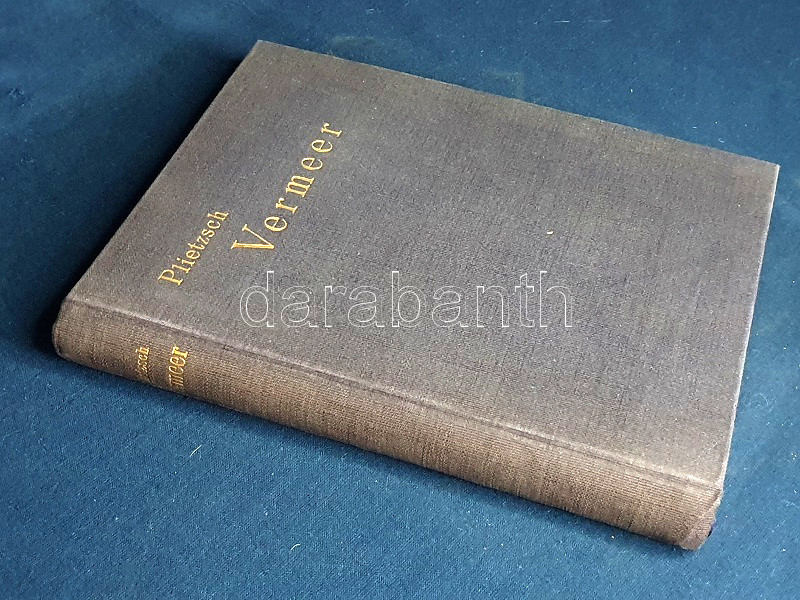 Plietzsch
Vermeer
darabanth